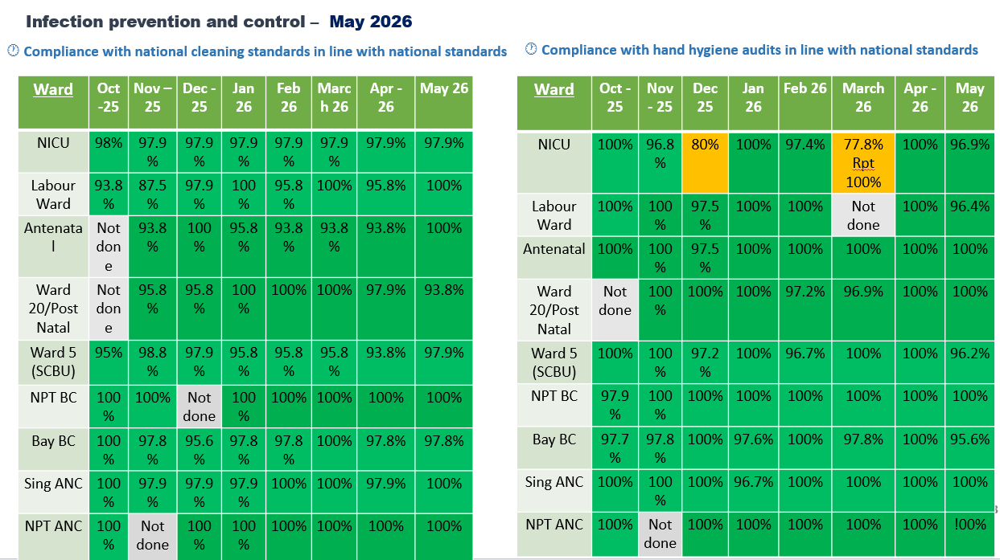 Infection prevention and control – May 2026
Compliance with national cleaning standards in line with national standards
Ward Oct -25 Nov – 25 Dec - 25 Jan 26 Feb 26 Marc h 26 Apr - 26 May 26
NICU 98% 97.9 % 97.9 % 97.9 % 97.9 % 97.9 % 97.9% 97.9%
Labour Ward 93.8 % 87.5 % 97.9 % 100 % 95.8 % 100% 95.8% 100%
Antenata l Not don e 93.8 % 100 % 95.8 % 93.8 % 93.8 % 93.8% 100%
Ward 20/Post Natal Not don e 95.8 % 95.8 % 100 % 100% 100% 97.9% 93.8%
Ward 5 (SCBU) 95% 98.8 % 97.9 % 95.8 % 95.8 % 95.8 % 93.8% 97.9%
NPT BC 100 % 100% Not done 100 % 100% 100% 100% 100%
Bay BC 100 % 97.8 % 95.6 % 97.8 % 97.8 % 100% 97.8% 97.8%
Sing ANC 100 % 97.9 % 97.9 % 97.9 % 100% 100% 97.9% 100%
NPT ANC 100 % Not done 100 % 100 % 100% 100% 100% 100%
Compliance with hand hygiene audits in line with national standards
Ward Oct - 25 Nov - 25 Dec 25 Jan 26 Feb 26 March 26 Apr - 26 May 26
NICU 100% 96.8 % 80% 100% 97.4% 77.8% Rpt 100% 100% 96.9%
Labour Ward 100% 100 % 97.5 % 100% 100% Not done 100% 96.4%
Antenatal 100% 100 % 97.5 % 100% 100% 100% 100% 100%
Ward 20/Post Natal Not done 100 % 100% 100% 97.2% 96.9% 100% 100%
Ward 5 (SCBU) 100% 100 % 97.2 % 100% 96.7% 100% 100% 96.2%
NPT BC 97.9 % 100 % 100% 100% 100% 100% 100% 100%
Bay BC 97.7 % 97.8 % 100% 97.6% 100% 97.8% 100% 95.6%
Sing ANC 100% 100 % 100% 96.7% 100% 100% 100% 100%
NPT ANC 100% Not done 100% 100% 100% 100% 100% !00%